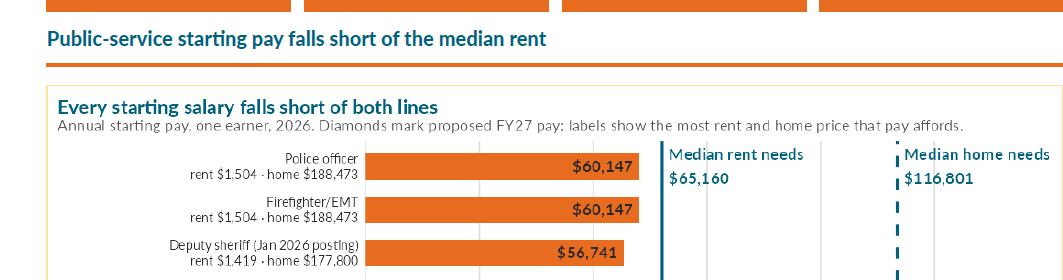 Public-service starting pay falls short of the median rent
Every starting salary falls short of both lines
Annual starting pay, one earner, 2026. Diamonds mark proposed FY27 pay; labels show the most rent and home price that pay affords.
Median rent needs
$65,160
Median home needs
$116,801
Police officer
rent $1,504 · home $188,473
$60,147
Firefighter/EMT
rent $1,504 · home $188,473
$60,147
Deputy sheriff (Jan 2026 posting)
rent $1,419 · home $177,800
$56,741